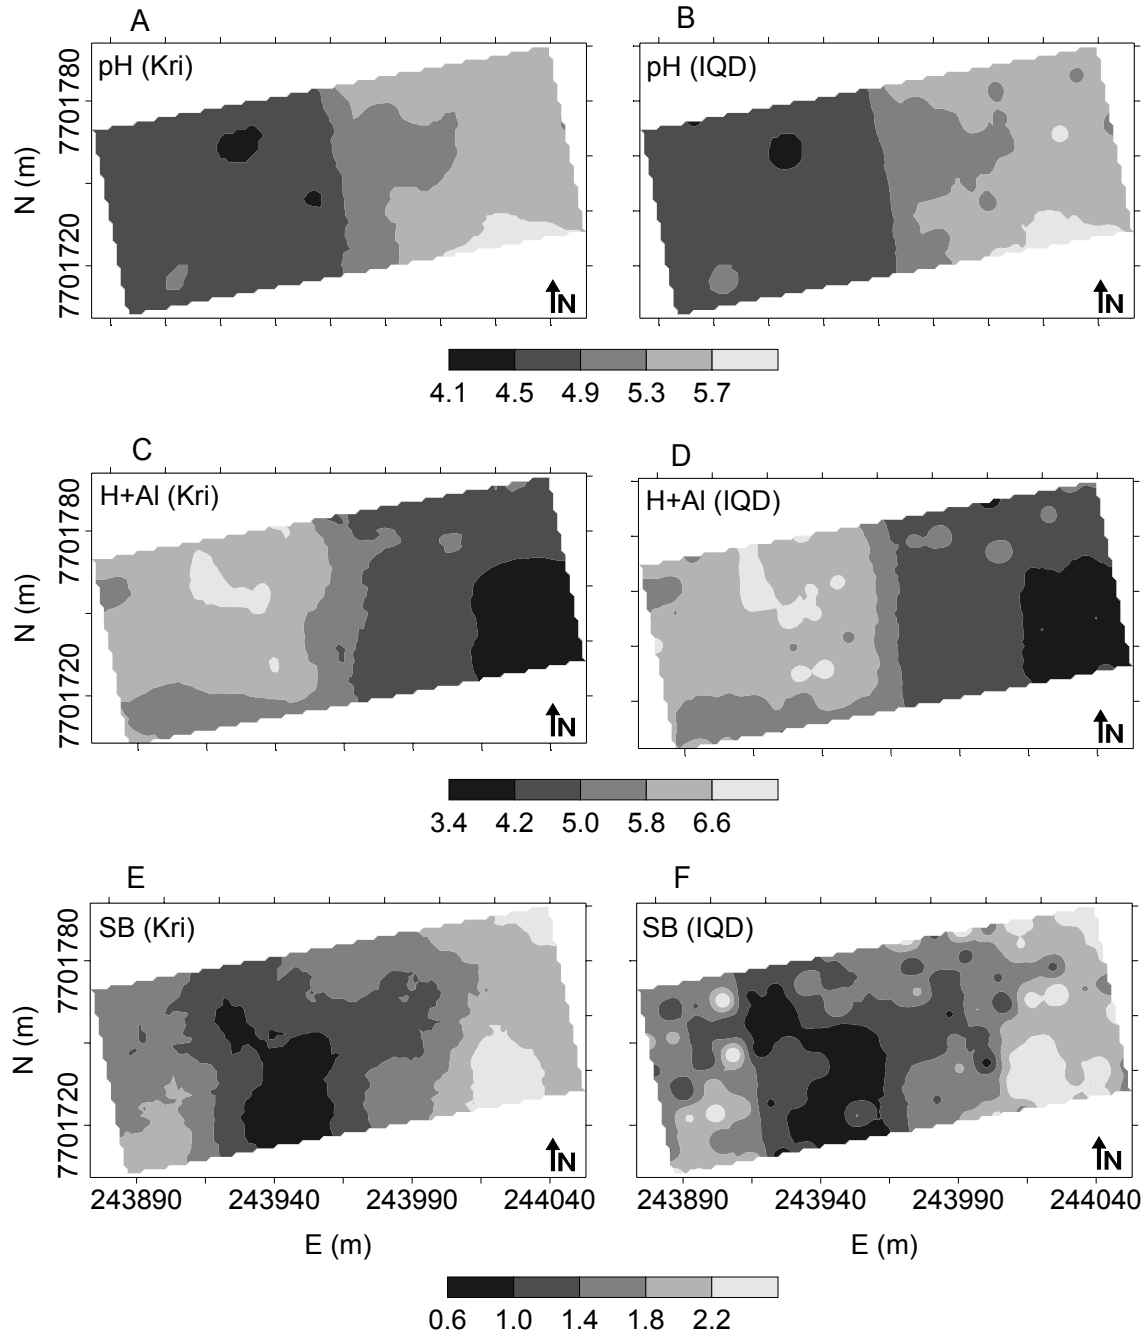 A
B
pH (Kri)
pH (IQD)
7701780
7701720
N (m)
N
N
4.1 4.5 4.9 5.3 5.7
C
D
H+Al (Kri)
H+Al (IQD)
7701780
7701720
N (m)
N
N
3.4 4.2 5.0 5.8 6.6
E
F
SB (Kri)
SB (IQD)
7701780
7701720
N (m)
N
N
243890 243940 243990 244040
243890 243940 243990 244040
E (m)
E (m)
0.6 1.0 1.4 1.8 2.2